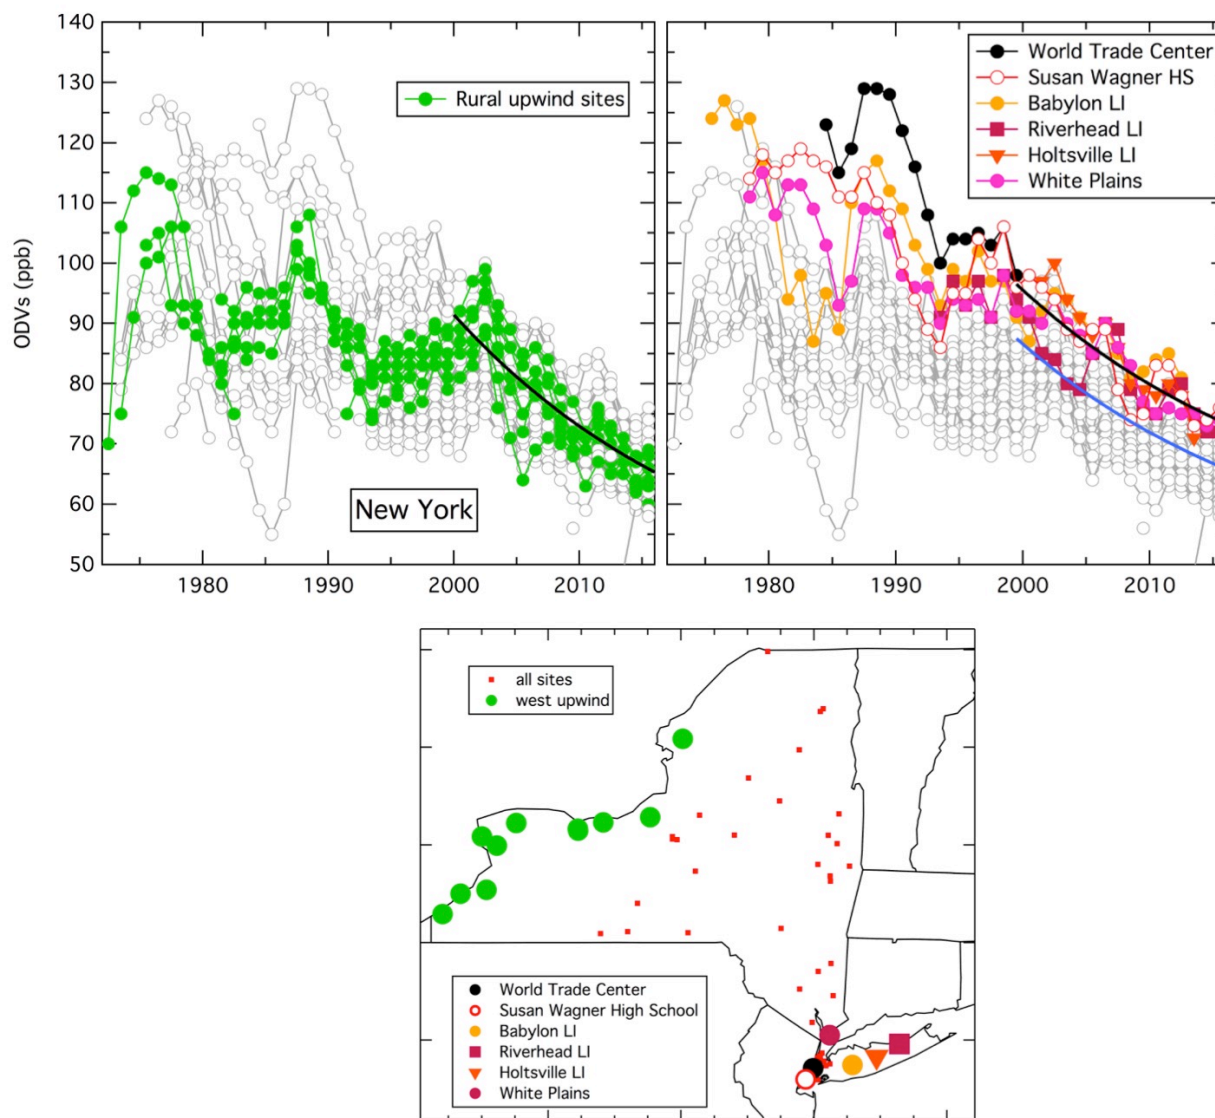 140
130
120
110
100
90
80
70
60
50
ODVs (ppb)
Rural upwind sites
New York
1980
1990
2000
2010
World Trade Center
Susan Wagner HS
Babylon LI
Riverhead LI
Holtsville LI
White Plains
1980
1990
2000
2010
all sites
west upwind
World Trade Center
Susan Wagner High School
Babylon LI
Riverhead LI
Holtsville LI
White Plains